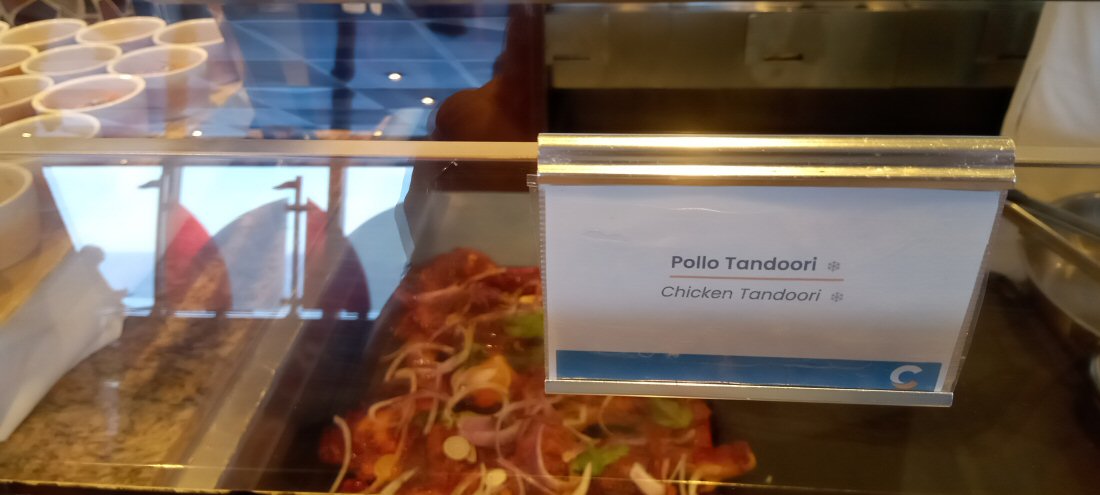 Pollo Tandoori ❄
Chicken Tandoori ❄
C